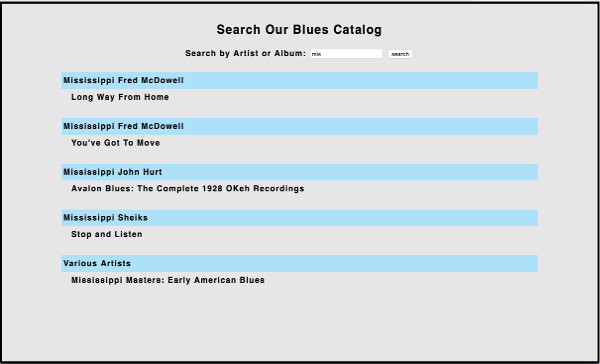 Search Our Blues Catalog
Search by Artist or Album: mis search
Mississippi Fred McDowell
Long Way From Home
Mississippi Fred McDowell
You've Got To Move
Mississippi John Hurt
Avalon Blues: The Complete 1928 OKeh Recordings
Mississippi Sheiks
Stop and Listen
Various Artists
Mississippi Masters: Early American Blues